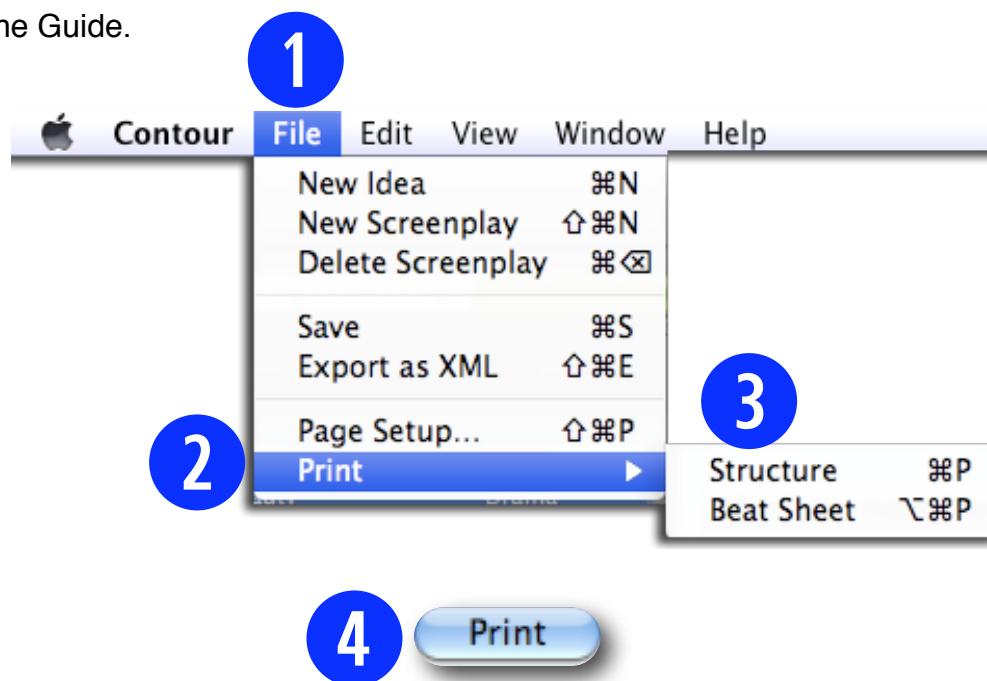 ne Guide.
1
Contour File Edit View Window Help
New Idea ⌘N
New Screenplay ⇧⌘N
Delete Screenplay ⌘⌫
Save ⌘S
Export as XML ⇧⌘E
3
Page Setup... ⇧⌘P
2
Print ▶
Structure ⌘P
Beat Sheet ⌥⌘P
4
Print